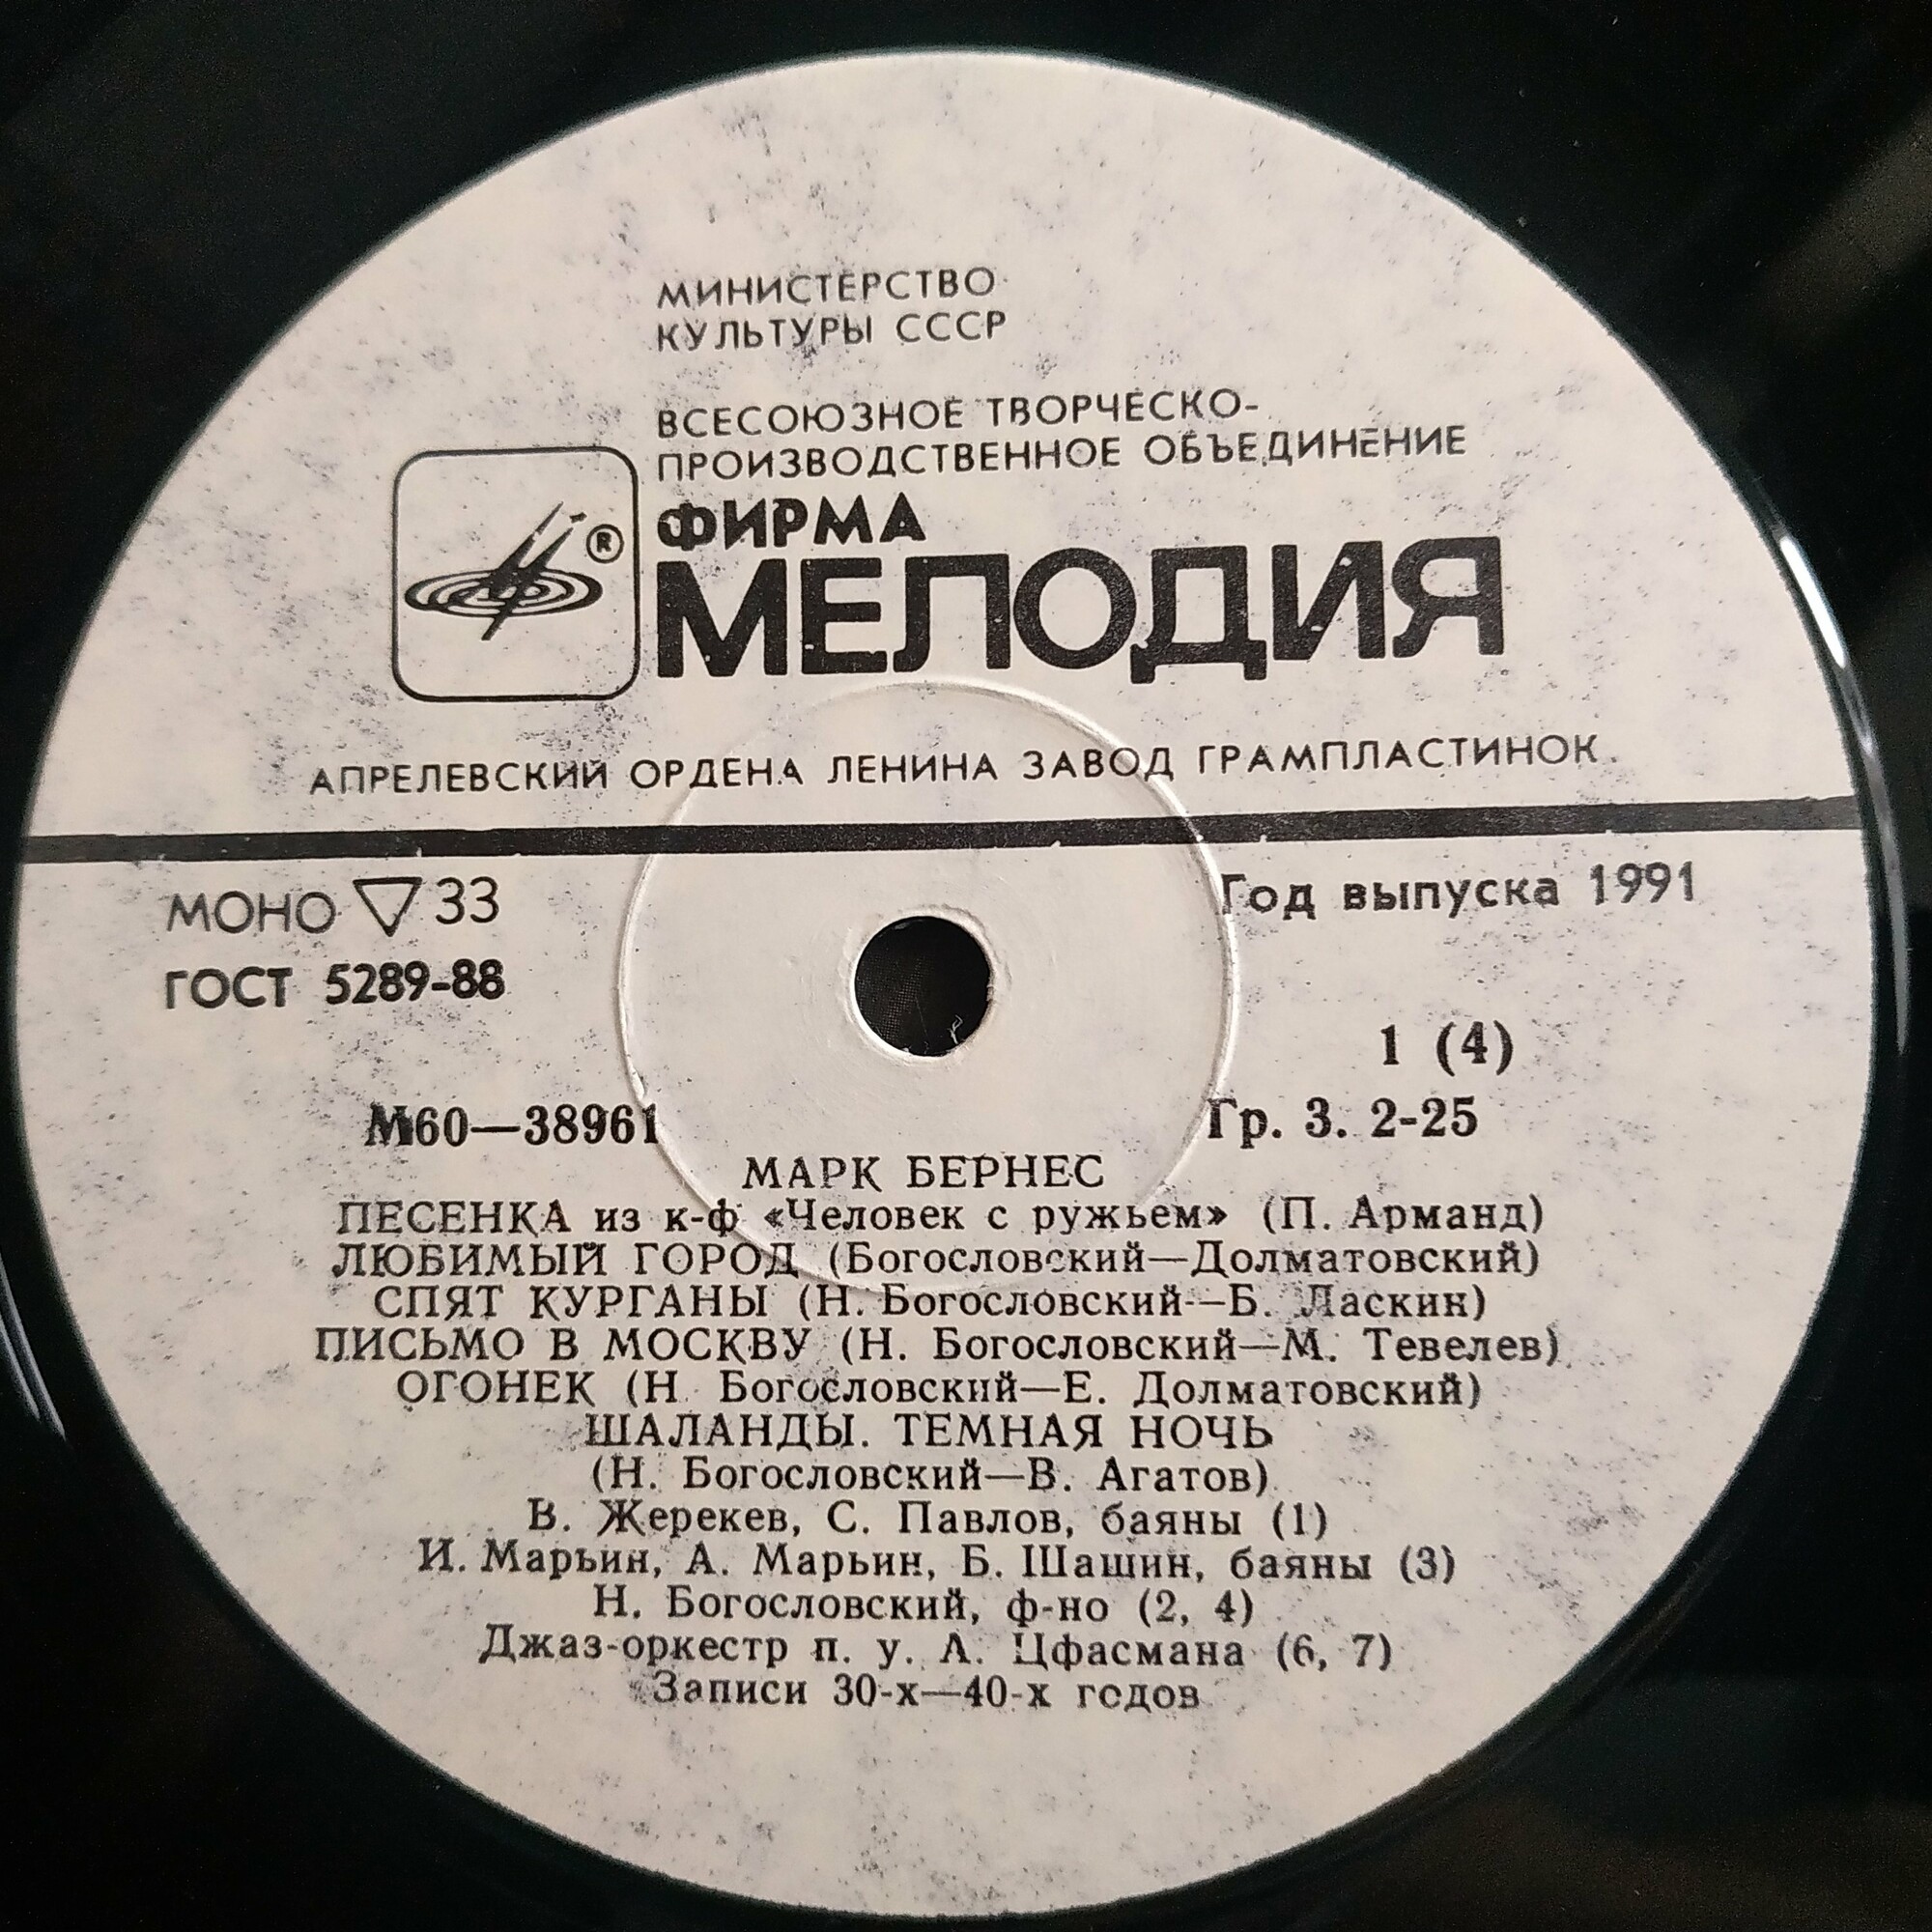 МИНИСТЕРСТВО
КУЛЬТУРЫ СССР
ВСЕСОЮЗНОЕ ТВОРЧЕСКО-
ПРОИЗВОДСТВЕННОЕ ОБЪЕДИНЕНИЕ
ФИРМА
®
МЕЛОДИЯ
АПРЕЛЕВСКИЙ ОРДЕНА ЛЕНИНА ЗАВОД ГРАМПЛАСТИНОК
МОНО ▽ 33
Год выпуска 1991
ГОСТ 5289-88
1 (4)
М60—38961
Гр. 3. 2-25
МАРК БЕРНЕС
ПЕСЕНКА из к-ф «Человек с ружьем» (П. Арманд)
ЛЮБИМЫЙ ГОРОД (Богословский—Долматовский)
СПЯТ КУРГАНЫ (Н. Богословский—Б. Ласкин)
ПИСЬМО В МОСКВУ (Н. Богословский—М. Тевелев)
ОГОНЕК (Н. Богословский—Е. Долматовский)
ШАЛАНДЫ. ТЕМНАЯ НОЧЬ
(Н. Богословский—В. Агатов)
В. Жерекев, С. Павлов, баяны (1)
И. Марьин, А. Марьин, Б. Шашин, баяны (3)
Н. Богословский, ф-но (2, 4)
Джаз-оркестр п. у. А. Цфасмана (6, 7)
Записи 30-х—40-х годов